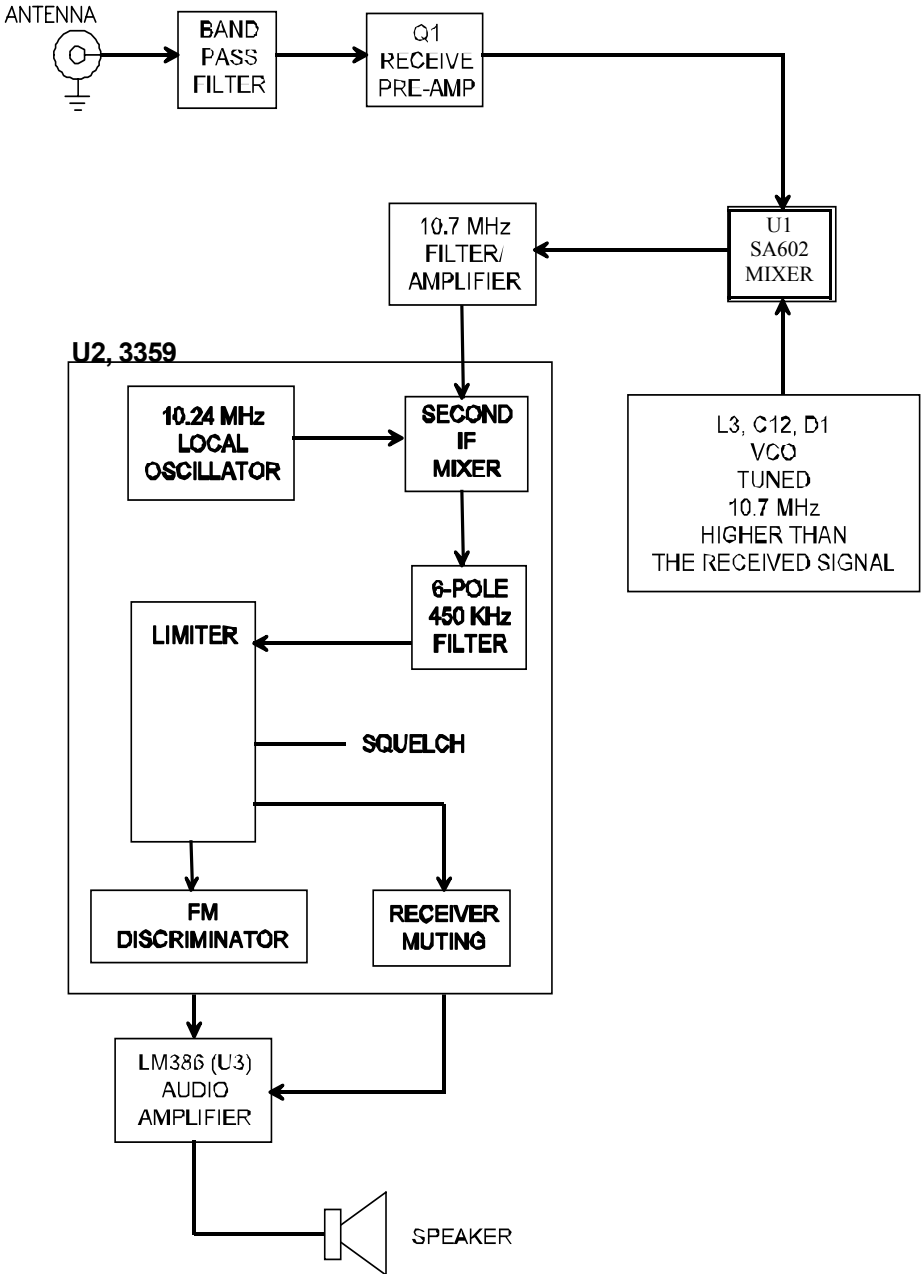 ANTENNA
BAND
PASS
FILTER
Q1
RECEIVE
PRE-AMP
10.7 MHz
FILTER/
AMPLIFIER
U1
SA602
MIXER
U2, 3359
10.24 MHz
LOCAL
OSCILLATOR
SECOND
IF
MIXER
L3, C12, D1
VCO
TUNED
10.7 MHz
HIGHER THAN
THE RECEIVED SIGNAL
6-POLE
450 KHz
FILTER
LIMITER
SQUELCH
FM
DISCRIMINATOR
RECEIVER
MUTING
LM386 (U3)
AUDIO
AMPLIFIER
SPEAKER